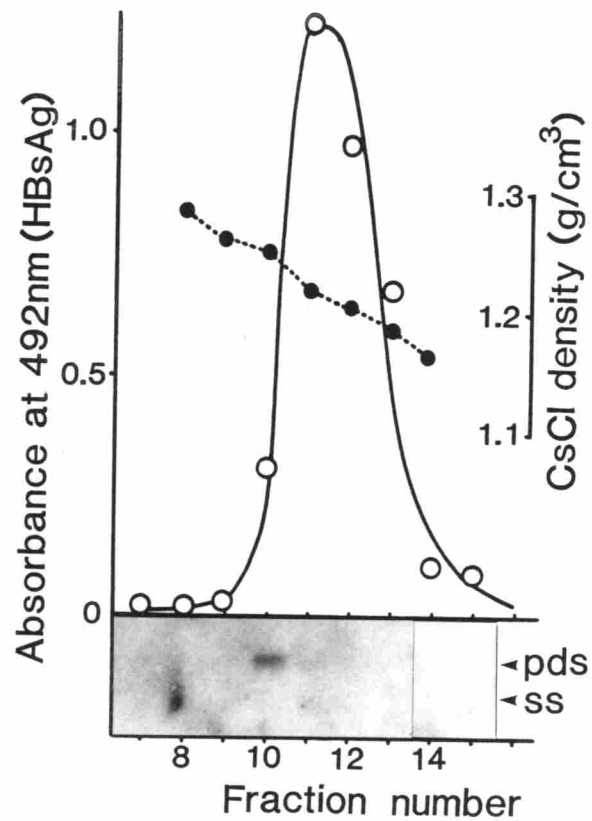 Absorbance at 492nm (HBsAg)
1.0
0.5
0
CsCl density (g/cm³)
1.3
1.2
1.1
◄pds
◄ss
8 10 12 14
Fraction number